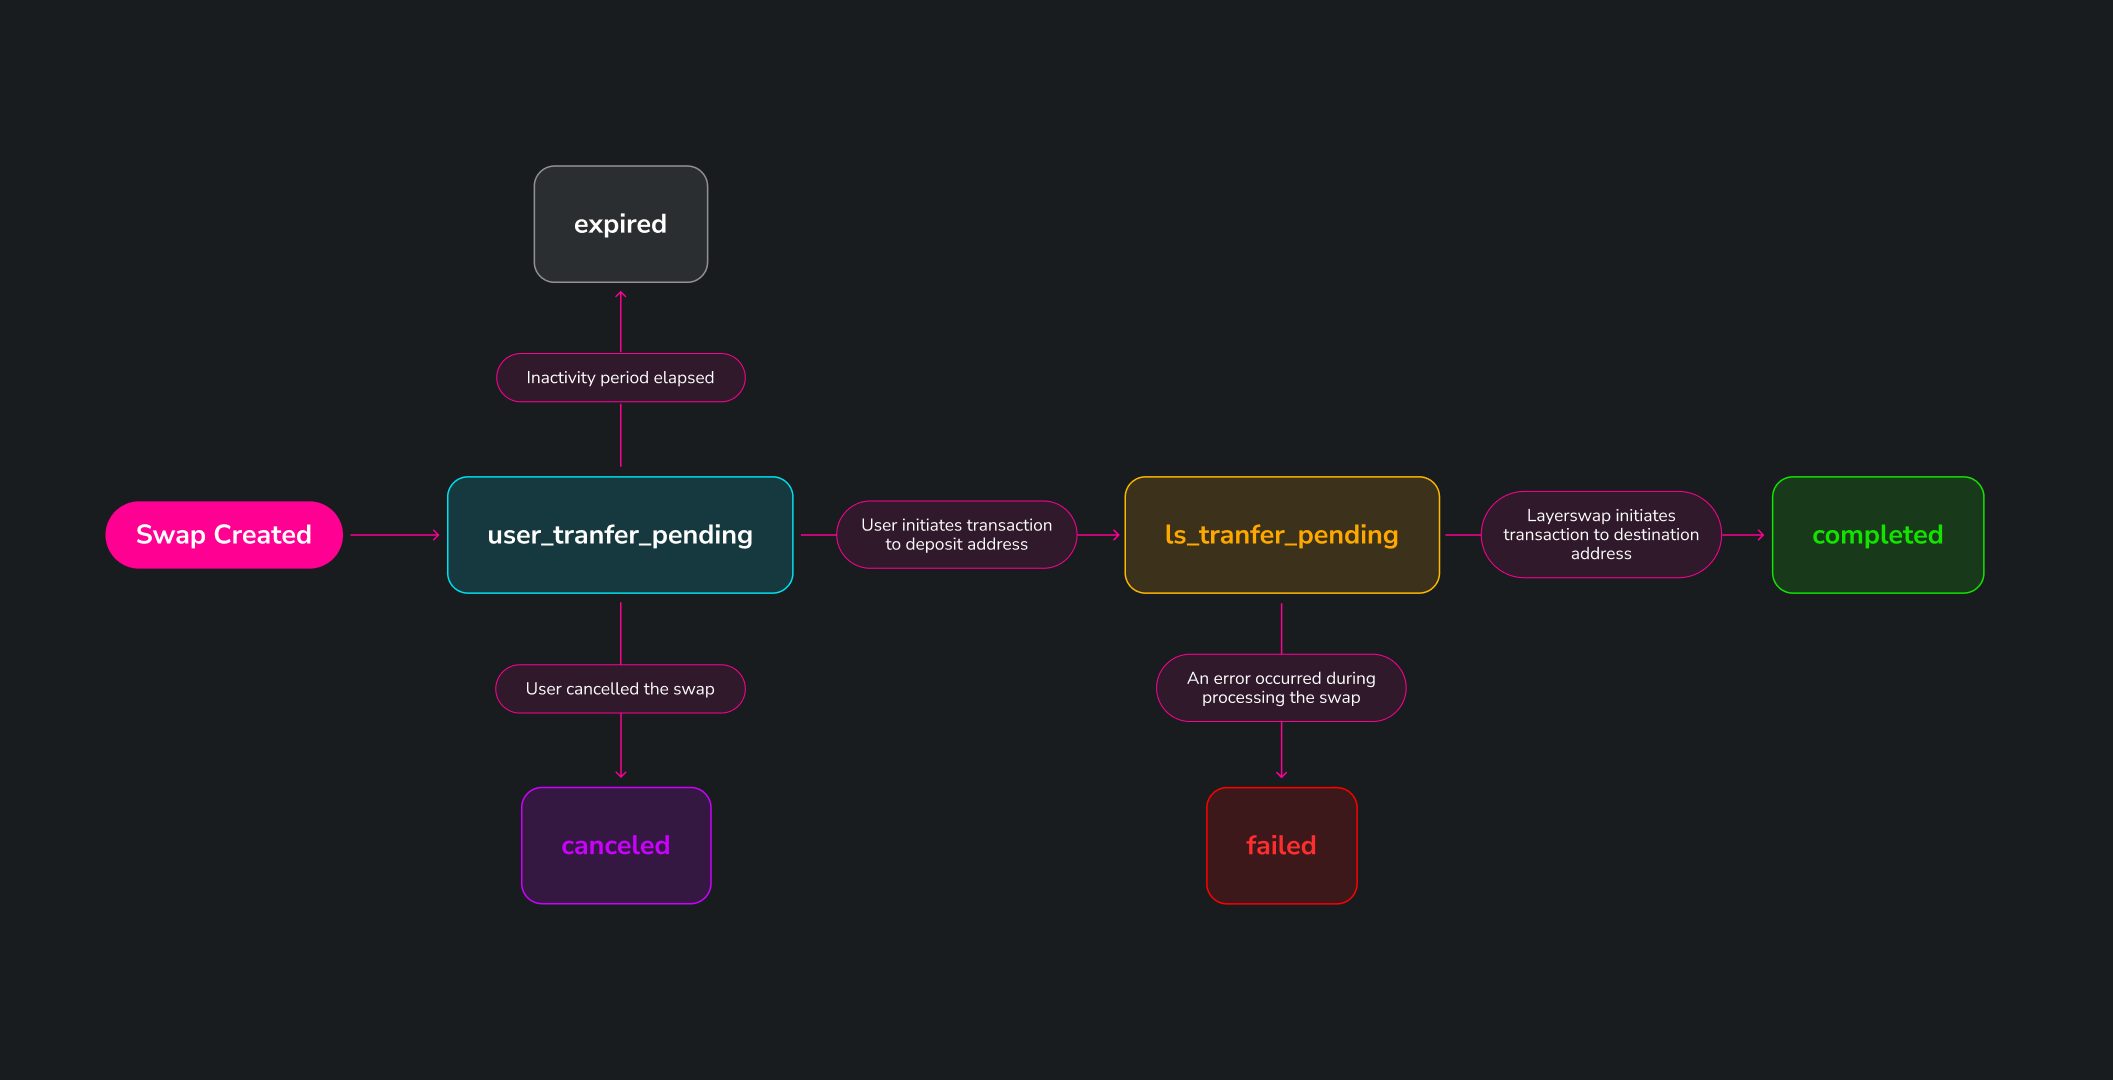 expired
Inactivity period elapsed
Swap Created
user_tranfer_pending
User initiates transaction
to deposit address
ls_tranfer_pending
Layerswap initiates
transaction to destination
address
completed
User cancelled the swap
An error occurred during
processing the swap
canceled
failed